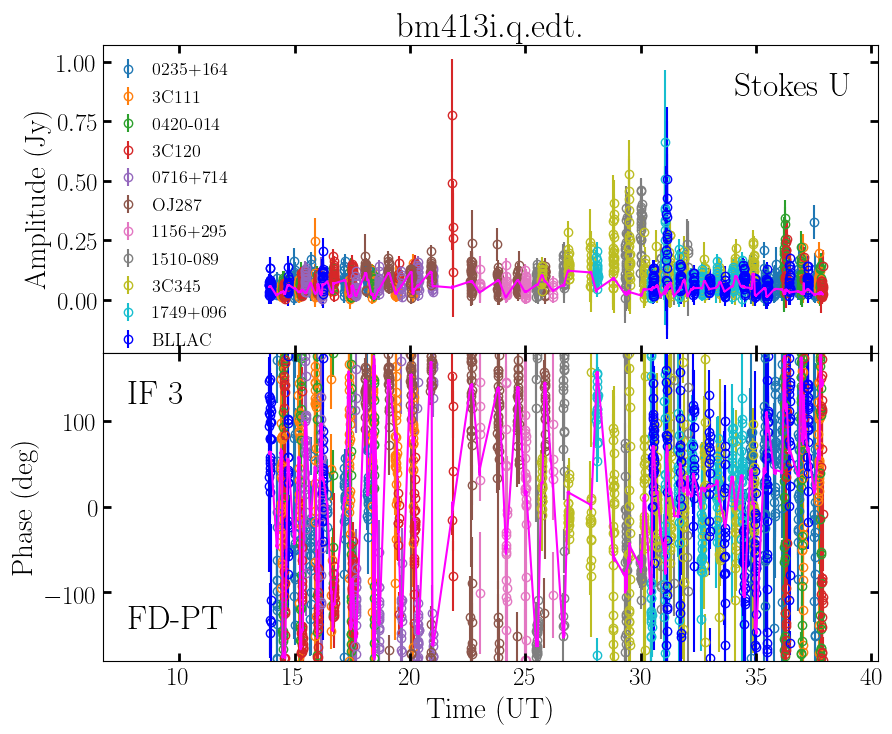 bm413i.q.edt.
Stokes U
1.00
0.75
0.50
0.25
0.00
Amplitude (Jy)
0235+164
3C111
0420-014
3C120
0716+714
OJ287
1156+295
1510-089
3C345
1749+096
BLLAC
IF 3
100
0
−100
Phase (deg)
FD-PT
10 15 20 25 30 35 40
Time (UT)